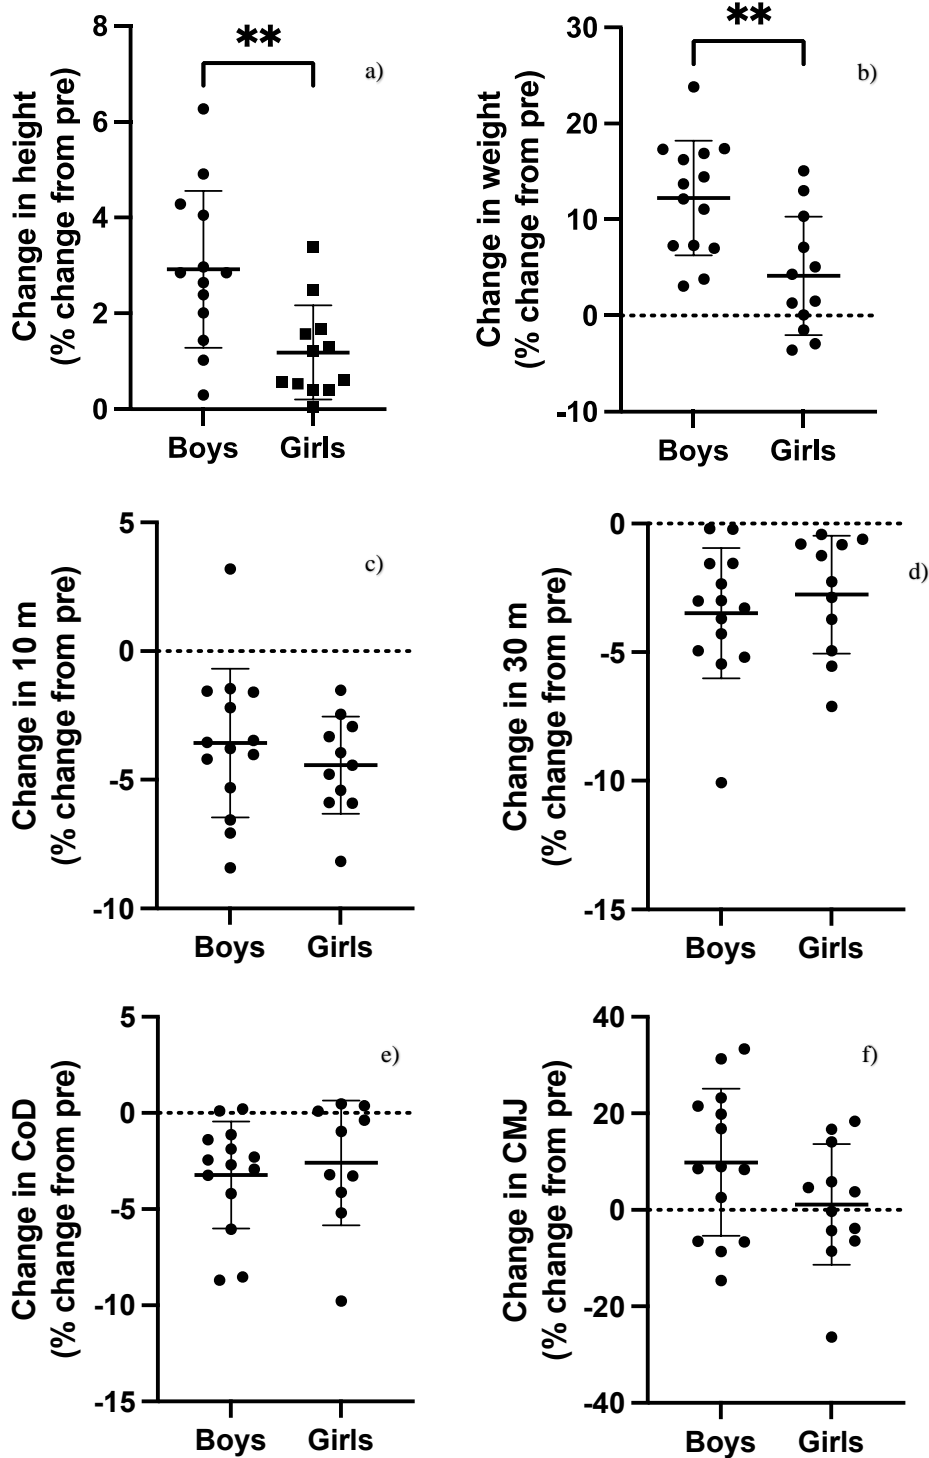 **
a)
Change in height
(% change from pre)
8
6
4
2
0
Boys
Girls
**
b)
Change in weight
(% change from pre)
30
20
10
0
-10
Boys
Girls
c)
Change in 10 m
(% change from pre)
5
0
-5
-10
Boys
Girls
d)
Change in 30 m
(% change from pre)
0
-5
-10
-15
Boys
Girls
e)
Change in CoD
(% change from pre)
5
0
-5
-10
-15
Boys
Girls
f)
Change in CMJ
(% change from pre)
40
20
0
-20
-40
Boys
Girls